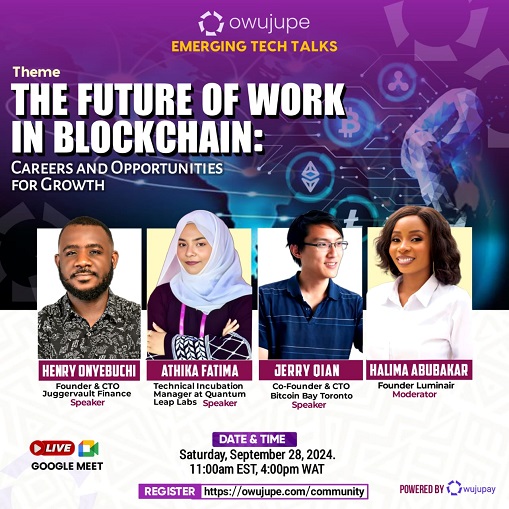 owujupe
EMERGING TECH TALKS
Theme
THE FUTURE OF WORK
IN BLOCKCHAIN:
CAREERS AND OPPORTUNITIES
FOR GROWTH
HENRY ONYEBUCHI
Founder & CTO
Juggervault Finance
Speaker
ATHIKA FATIMA
Technical Incubation
Manager at Quantum
Leap Labs Speaker
JERRY QIAN
Co-Founder & CTO
Bitcoin Bay Toronto
Speaker
HALIMA ABUBAKAR
Founder Luminair
Moderator
LIVE
GOOGLE MEET
DATE & TIME
Saturday, September 28, 2024.
11:00am EST, 4:00pm WAT
REGISTER https://owujupe.com/community
POWERED BY wujupay